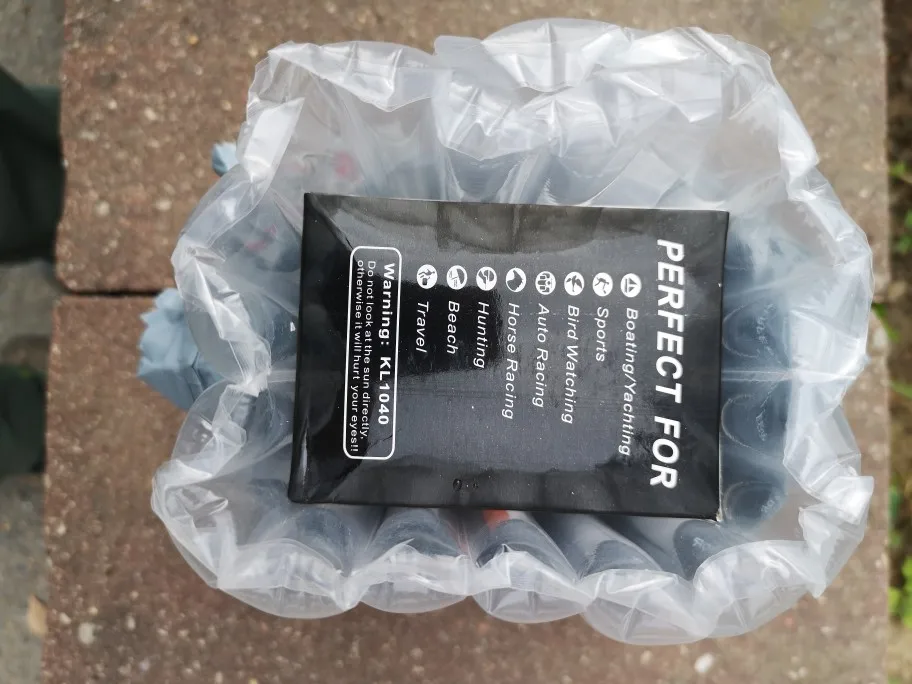 PERFECT FOR
Boating/Yachting
Sports
Bird Watching
Auto Racing
Horse Racing
Hunting
Beach
Travel
Warning: KL1040
Do not look at the sun directly,
otherwise it will hurt your eyes!!